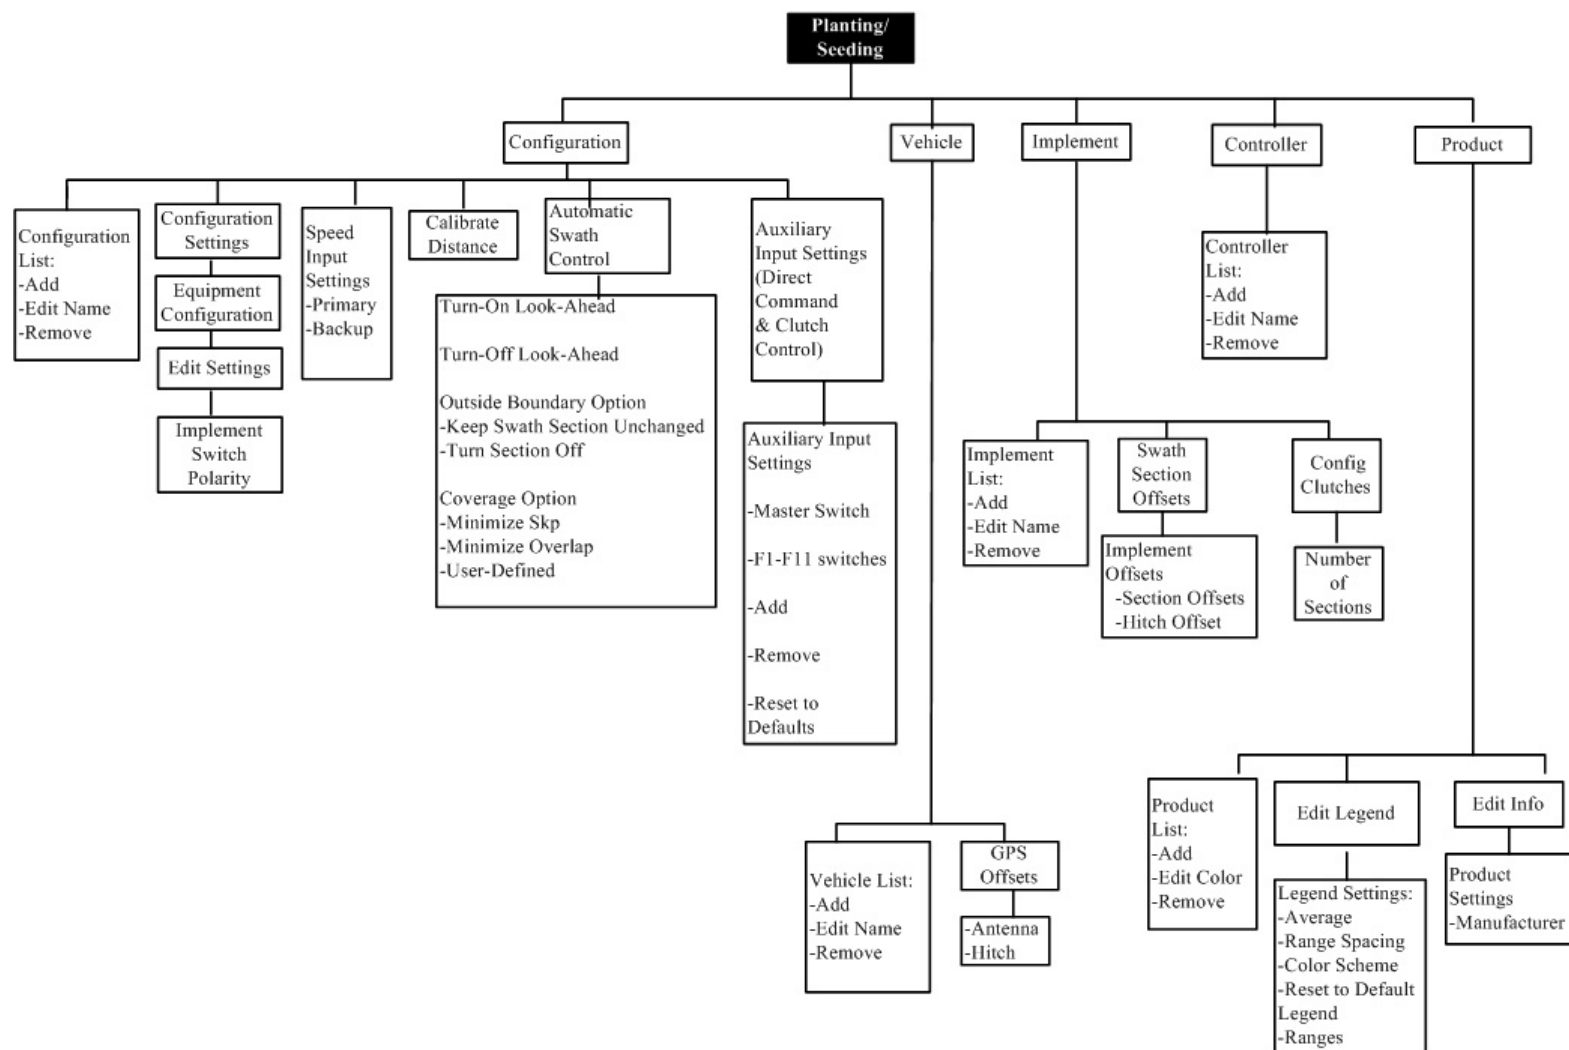 Planting/
Seeding
Configuration
Vehicle
Implement
Controller
Product
Configuration
List:
-Add
-Edit Name
-Remove
Configuration
Settings
Equipment
Configuration
Edit Settings
Implement
Switch
Polarity
Speed
Input
Settings
-Primary
-Backup
Calibrate
Distance
Automatic
Swath
Control
Turn-On Look-Ahead
Turn-Off Look-Ahead
Outside Boundary Option
-Keep Swath Section Unchanged
-Turn Section Off
Coverage Option
-Minimize Skp
-Minimize Overlap
-User-Defined
Auxiliary
Input Settings
(Direct
Command
& Clutch
Control)
Auxiliary Input
Settings
-Master Switch
-F1-F11 switches
-Add
-Remove
-Reset to
Defaults
Vehicle List:
-Add
-Edit Name
-Remove
GPS
Offsets
-Antenna
-Hitch
Implement
List:
-Add
-Edit Name
-Remove
Swath
Section
Offsets
Implement
Offsets
-Section Offsets
-Hitch Offset
Config
Clutches
Number
of
Sections
Controller
List:
-Add
-Edit Name
-Remove
Product
List:
-Add
-Edit Color
-Remove
Edit Legend
Legend Settings:
-Average
-Range Spacing
-Color Scheme
-Reset to Default
Legend
-Ranges
Edit Info
Product
Settings
-Manufacturer